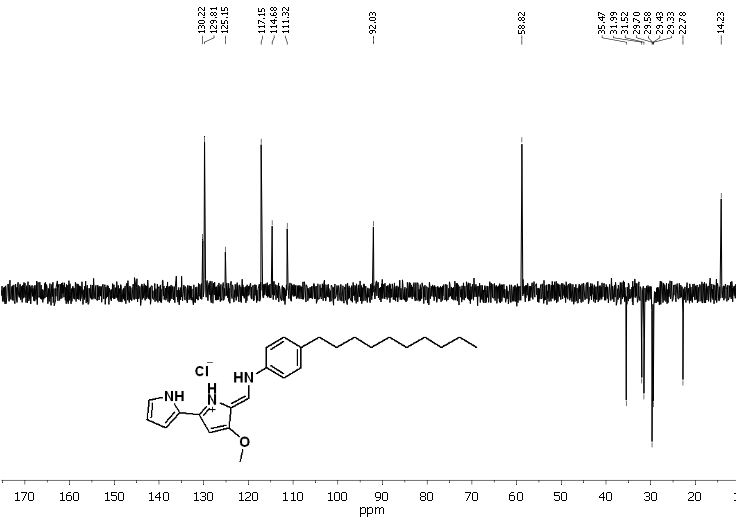 130.22
129.81
125.15
117.15
114.68
111.32
92.03
58.82
35.47
31.99
31.52
29.70
29.58
29.43
29.33
22.78
14.23
Cl−
HN
NH
H
N
+
O
170 160 150 140 130 120 110 100 90 80 70 60 50 40 30 20 1
ppm